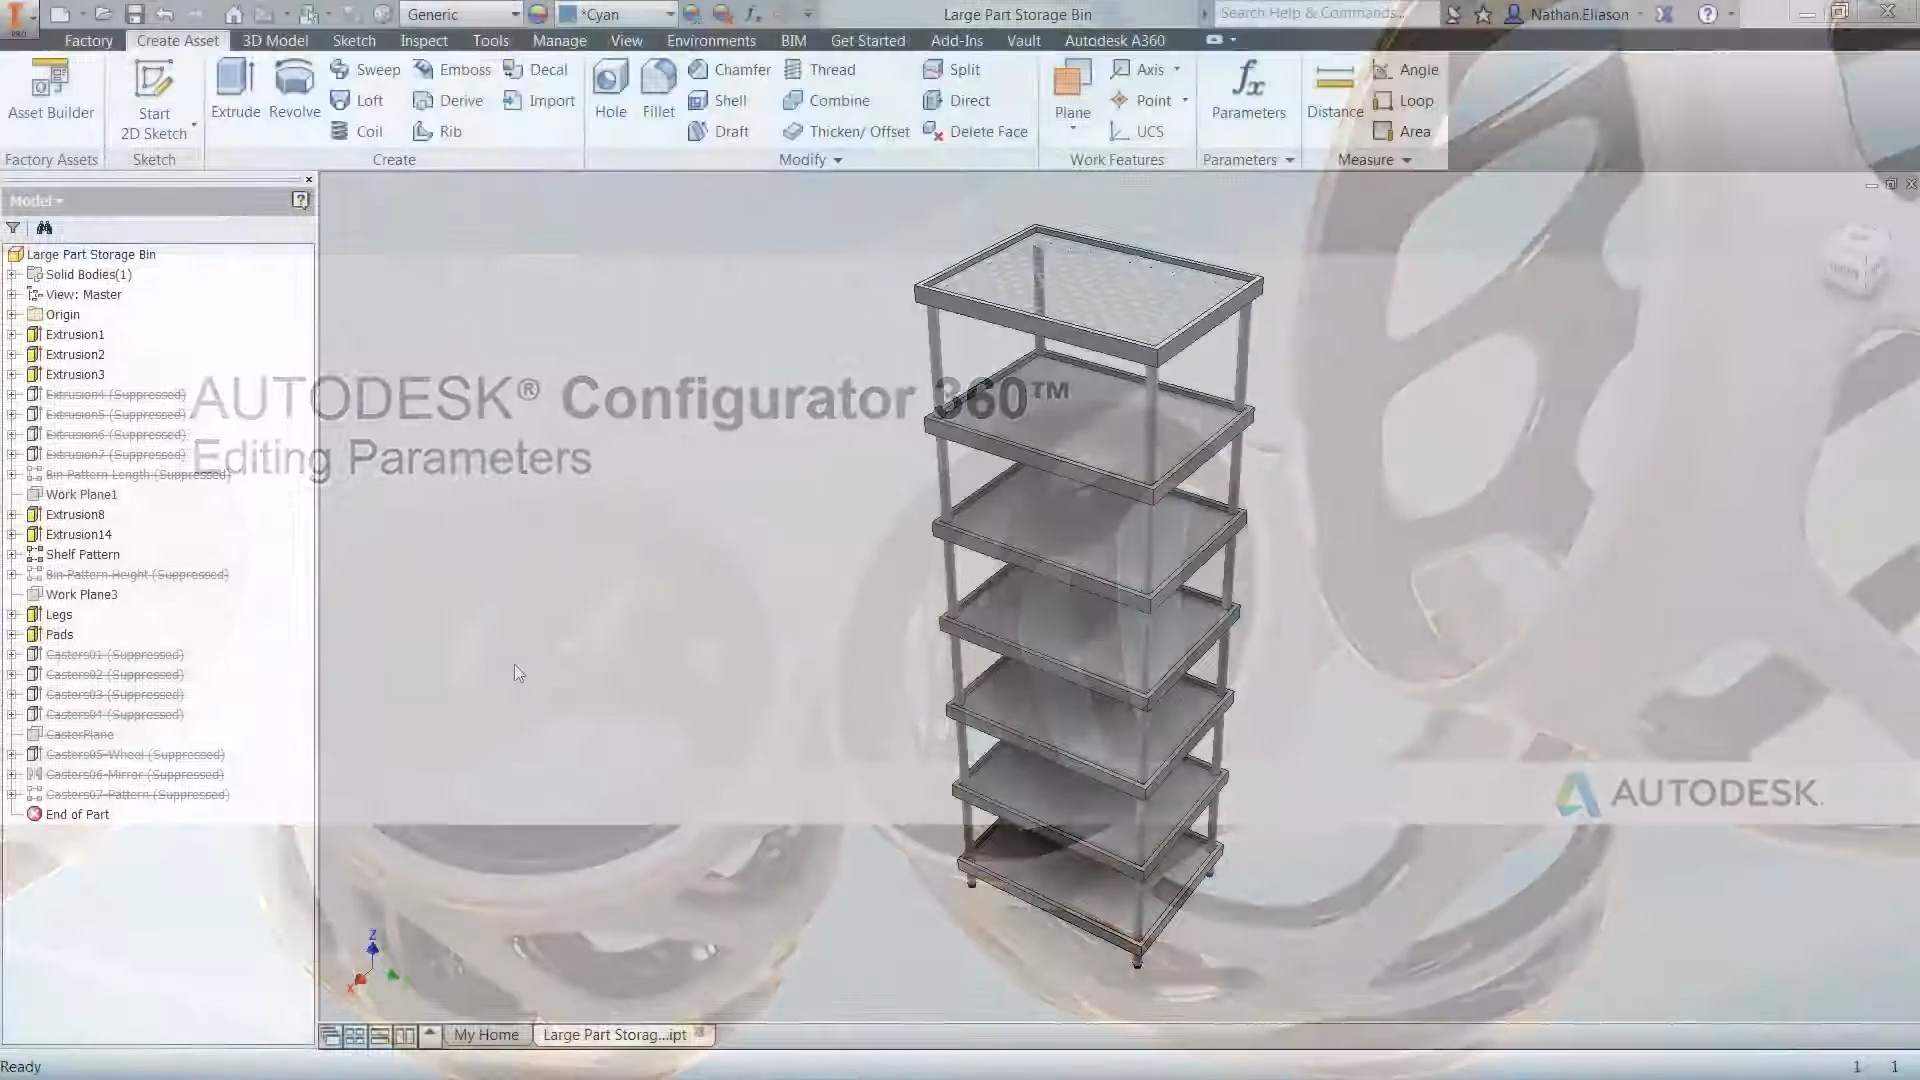 PRO
Generic
*Cyan
Large Part Storage Bin
Search Help & Commands...
Nathan.Eliason
Factory
Create Asset
3D Model
Sketch
Inspect
Tools
Manage
View
Environments
BIM
Get Started
Add-Ins
Vault
Autodesk A360
Asset Builder
Factory Assets
Start
2D Sketch
Sketch
Extrude
Revolve
Sweep
Loft
Coil
Emboss
Derive
Rib
Decal
Import
Create
Hole
Fillet
Chamfer
Shell
Draft
Thread
Combine
Thicken/ Offset
Split
Direct
Delete Face
Modify
Plane
Axis
Point
UCS
Work Features
fx
Parameters
Parameters
Distance
Angle
Loop
Area
Measure
Model
Large Part Storage Bin
Solid Bodies(1)
View: Master
Origin
Extrusion1
Extrusion2
Extrusion3
Extrusion4 (Suppressed)
Extrusion5 (Suppressed)
Extrusion6 (Suppressed)
Extrusion7 (Suppressed)
Bin Pattern Length (Suppressed)
Work Plane1
Extrusion8
Extrusion14
Shelf Pattern
Bin Pattern Height (Suppressed)
Work Plane3
Legs
Pads
Casters01 (Suppressed)
Casters02 (Suppressed)
Casters03 (Suppressed)
Casters04 (Suppressed)
CasterPlane
Casters05-Wheel (Suppressed)
Casters06-Mirror (Suppressed)
Casters07-Pattern (Suppressed)
End of Part
AUTODESK® Configurator 360™
Editing Parameters
AUTODESK.
Z
X
My Home
Large Part Storag...ipt
Ready
1
1